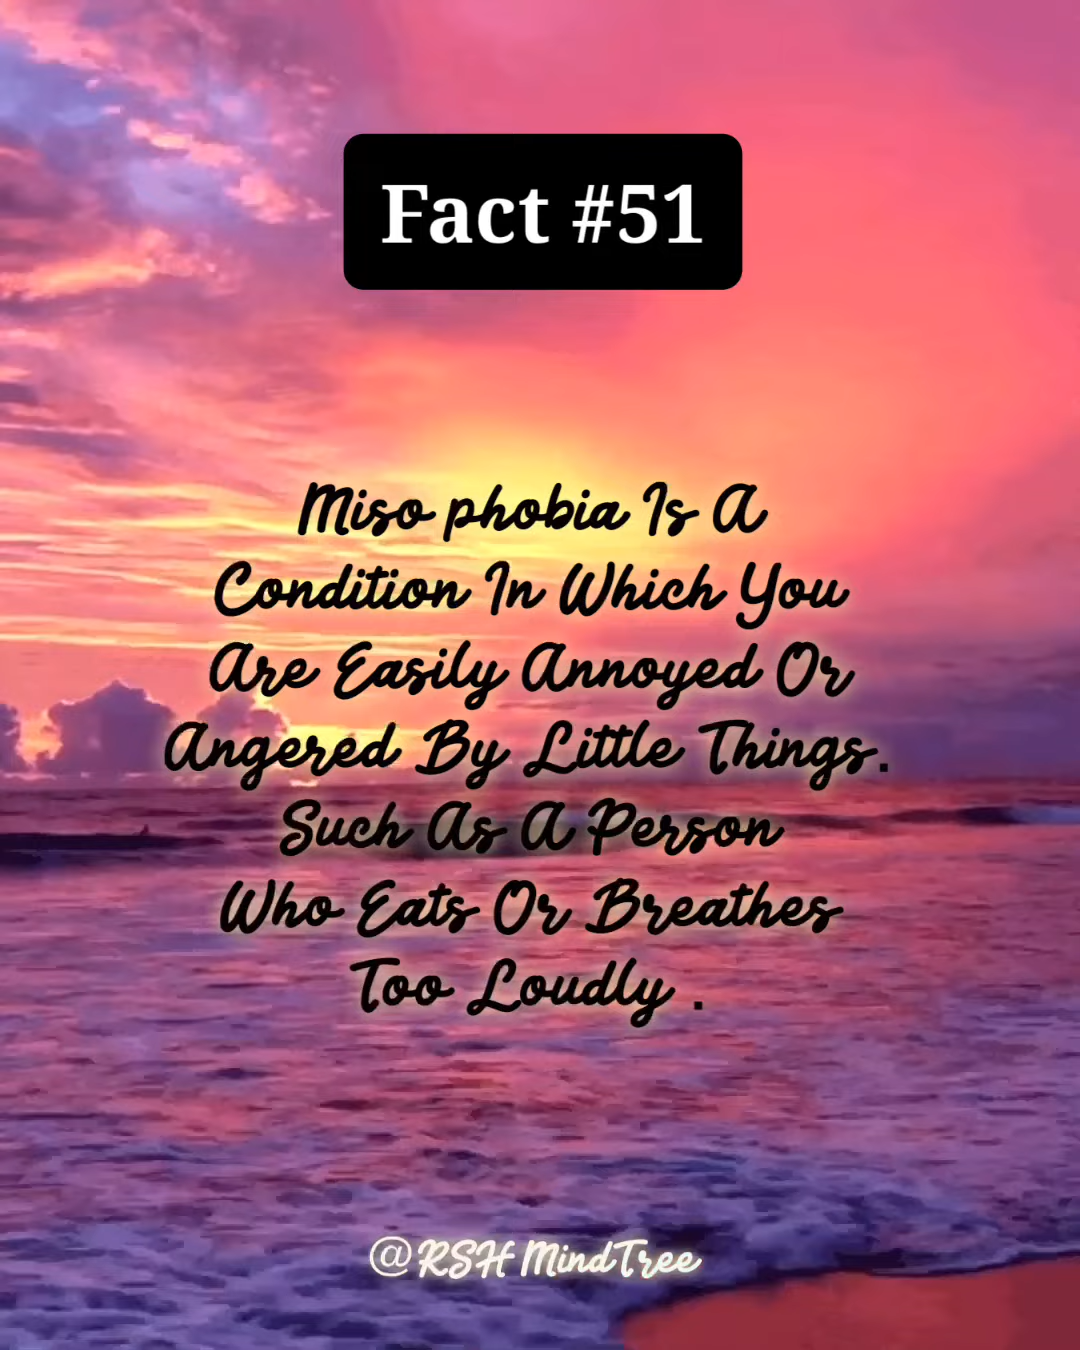 Fact #51
Miso phobia Is A
Condition In Which You
Are Easily Annoyed Or
Angered By Little Things.
Such As A Person
Who Eats Or Breathes
Too Loudly .
@RSH MindTree